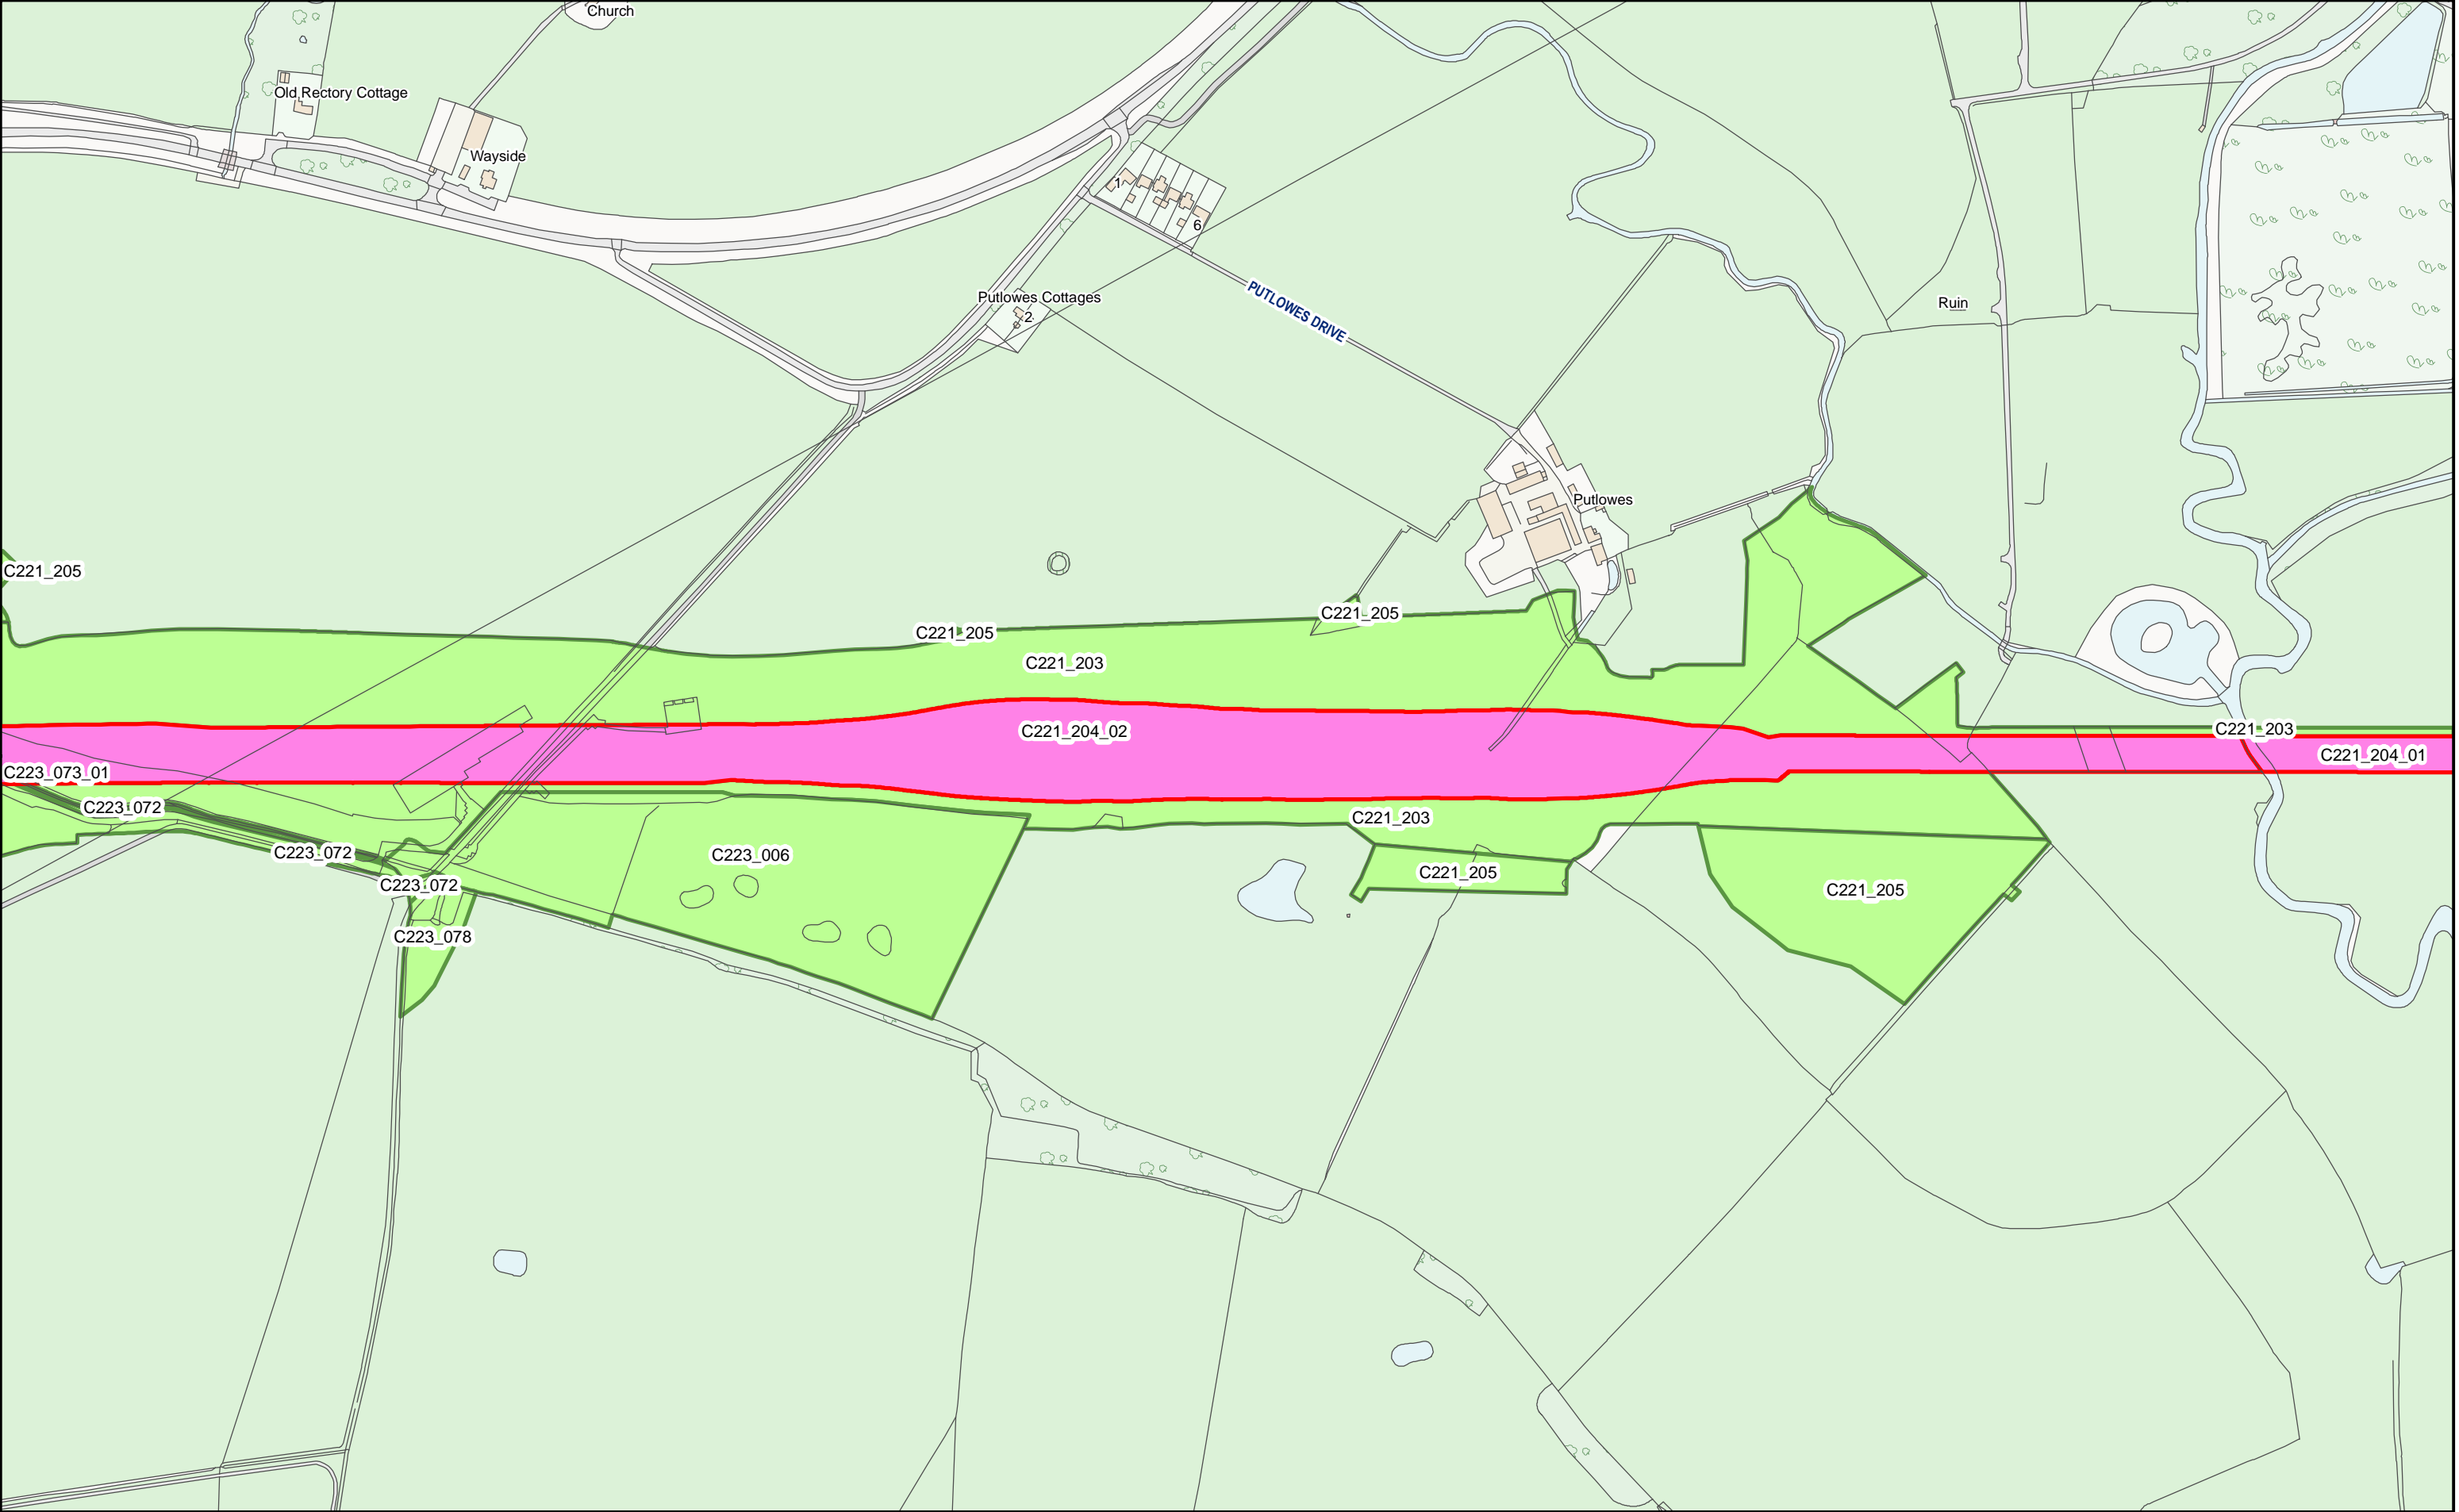 Church
Old Rectory Cottage
Wayside
1
6
Putlowes Cottages
2
PUTLOWES DRIVE
Ruin
Putlowes
C221_205
C221_205
C221_205
C221_203
C221_204_02
C221_203
C221_204_01
C223_073_01
C223_072
C221_203
C223_072
C223_006
C221_205
C223_072
C221_205
C223_078